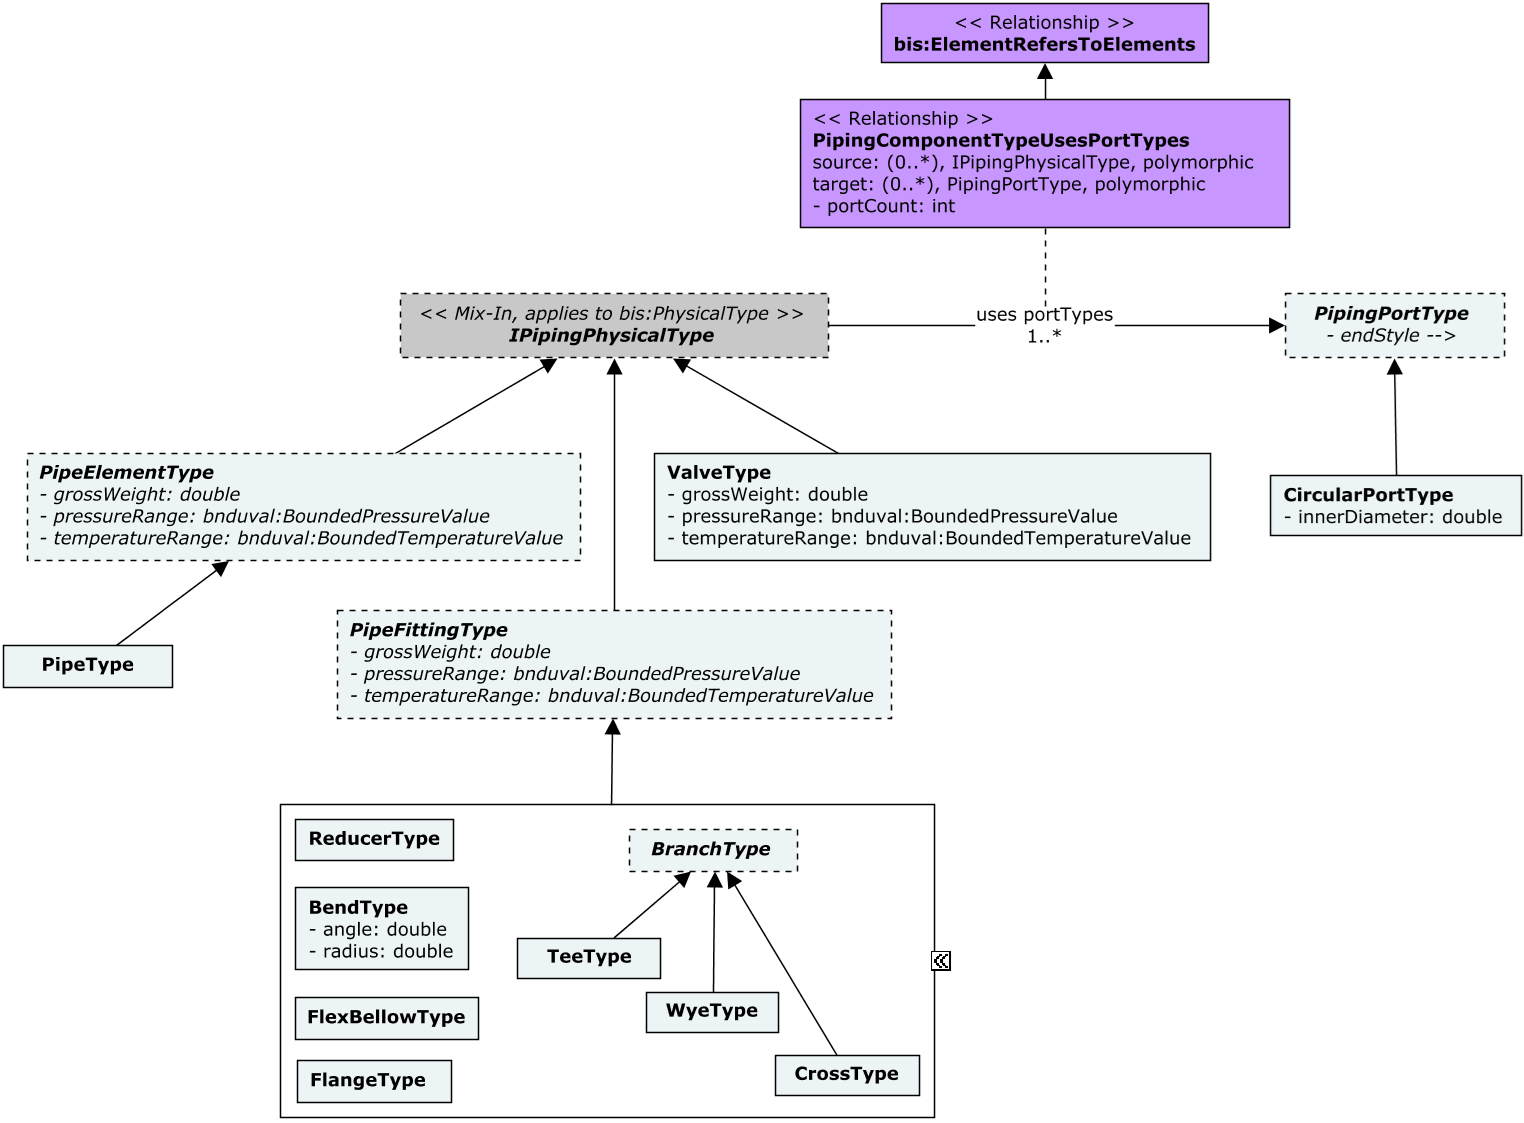 << Relationship >>
bis:ElementRefersToElements
<< Relationship >>
PipingComponentTypeUsesPortTypes
source: (0..*), IPipingPhysicalType, polymorphic
target: (0..*), PipingPortType, polymorphic
- portCount: int
<< Mix-In, applies to bis:PhysicalType >>
IPipingPhysicalType
uses portTypes
1..*
PipingPortType
- endStyle -->
PipeElementType
- grossWeight: double
- pressureRange: bnduval:BoundedPressureValue
- temperatureRange: bnduval:BoundedTemperatureValue
ValveType
- grossWeight: double
- pressureRange: bnduval:BoundedPressureValue
- temperatureRange: bnduval:BoundedTemperatureValue
CircularPortType
- innerDiameter: double
PipeType
PipeFittingType
- grossWeight: double
- pressureRange: bnduval:BoundedPressureValue
- temperatureRange: bnduval:BoundedTemperatureValue
ReducerType
BranchType
BendType
- angle: double
- radius: double
TeeType
WyeType
FlexBellowType
CrossType
FlangeType